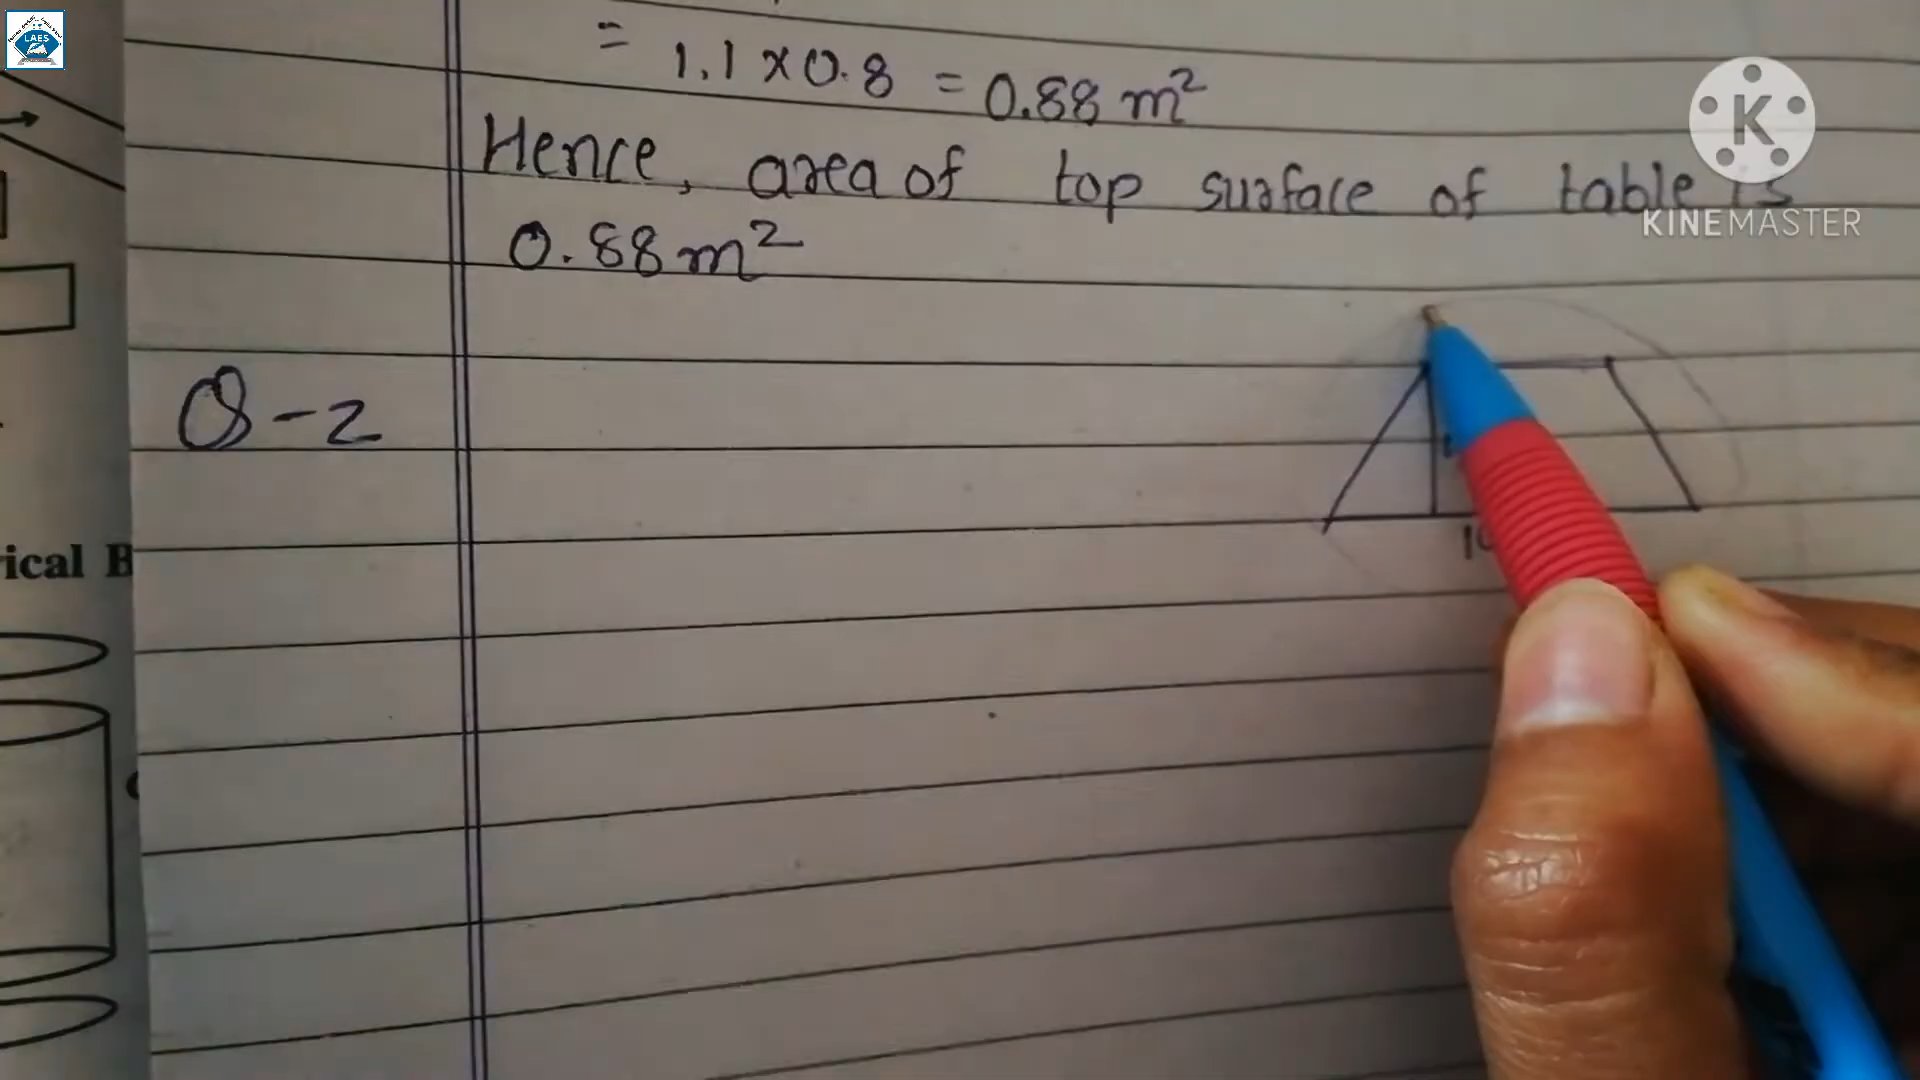 LAES
= 1.1 x 0.8 = 0.88 m²
Hence, area of top surface of table is
0.88 m²
K
KINEMASTER
Q-2
ical B